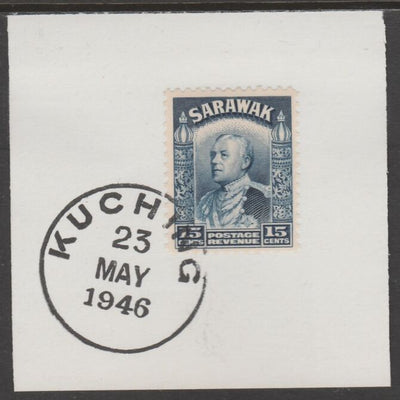 SARAWAK
15 CENTS
POSTAGE
REVENUE
15 CENTS
KUCHING
23
MAY
1946